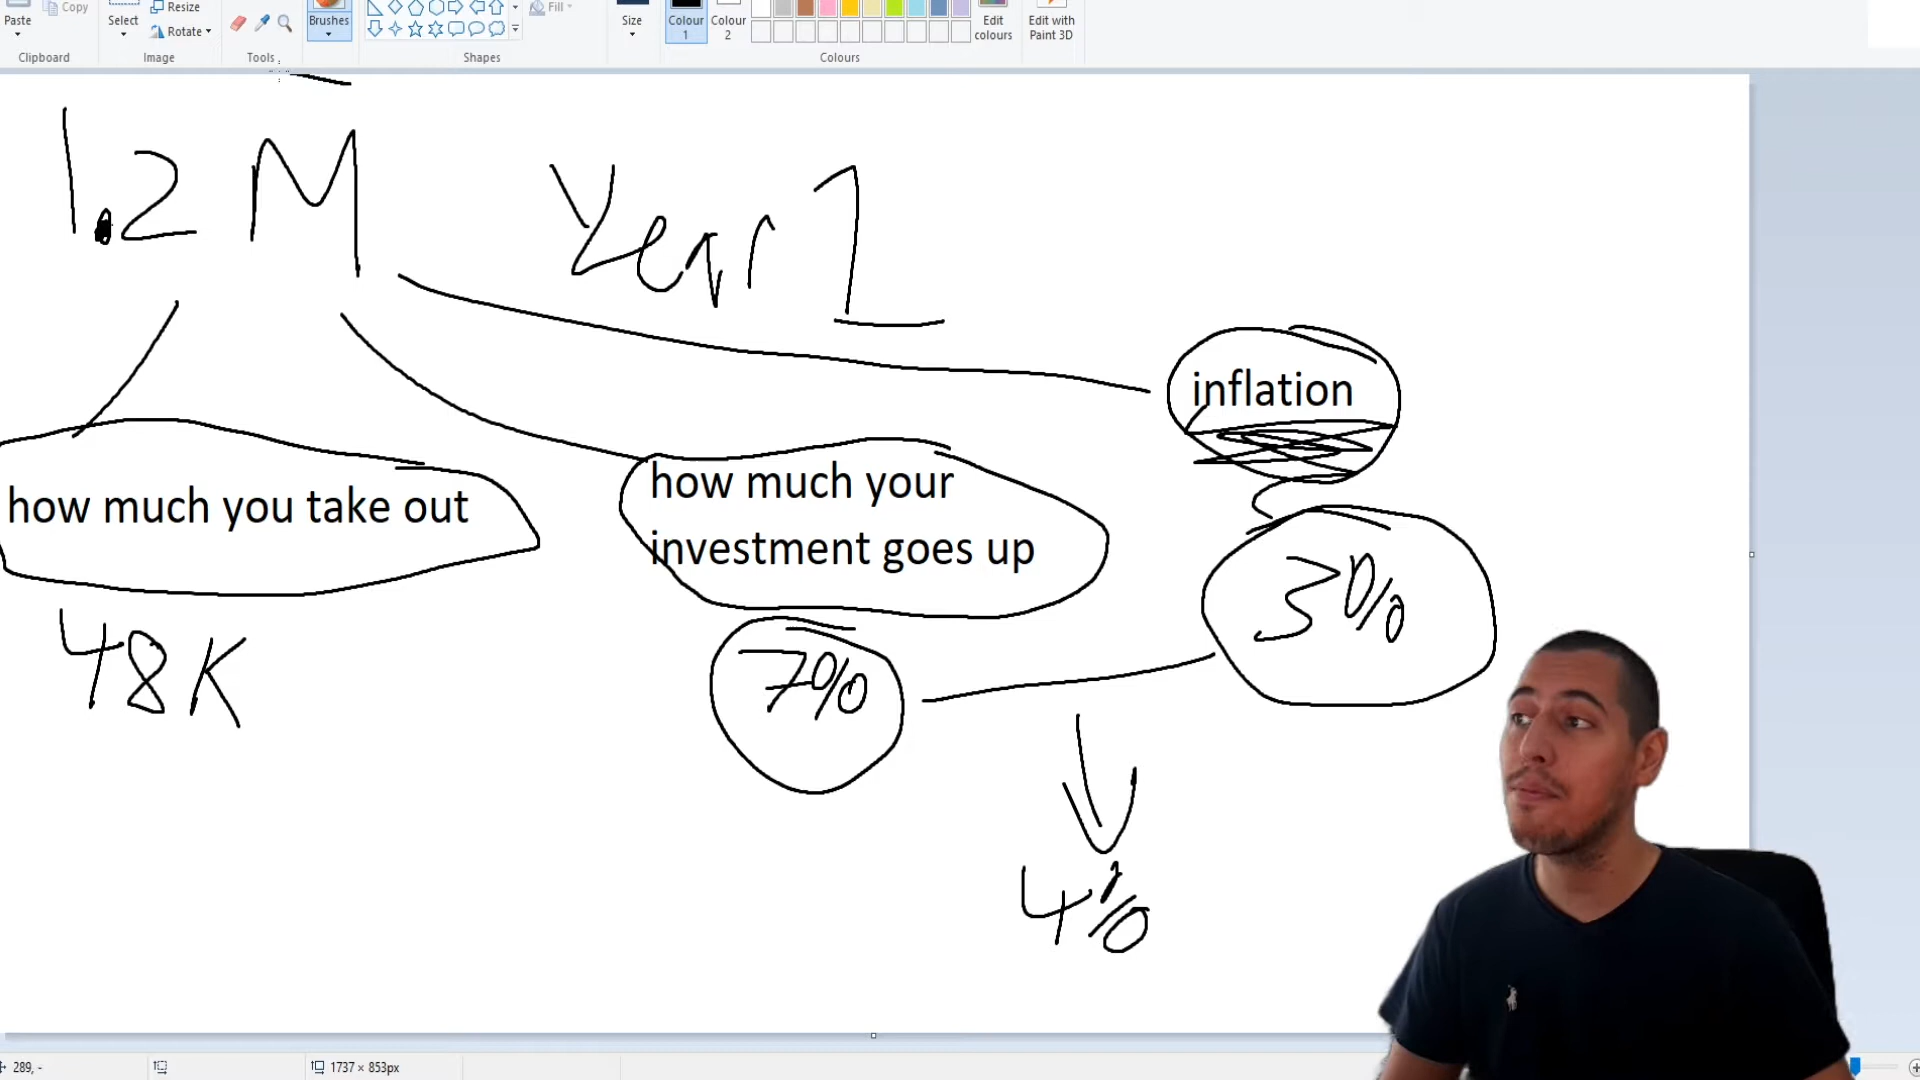 Paste
Copy
Clipboard
Select
Resize
Rotate
Image
Tools
Brushes
Shapes
Fill
Size
Colour
1
Colour
2
Colours
Edit
colours
Edit with
Paint 3D
1.2 M
Year 1
inflation
how much you take out
how much your
investment goes up
3%
48K
7%
4%
289, -
1737 × 853px